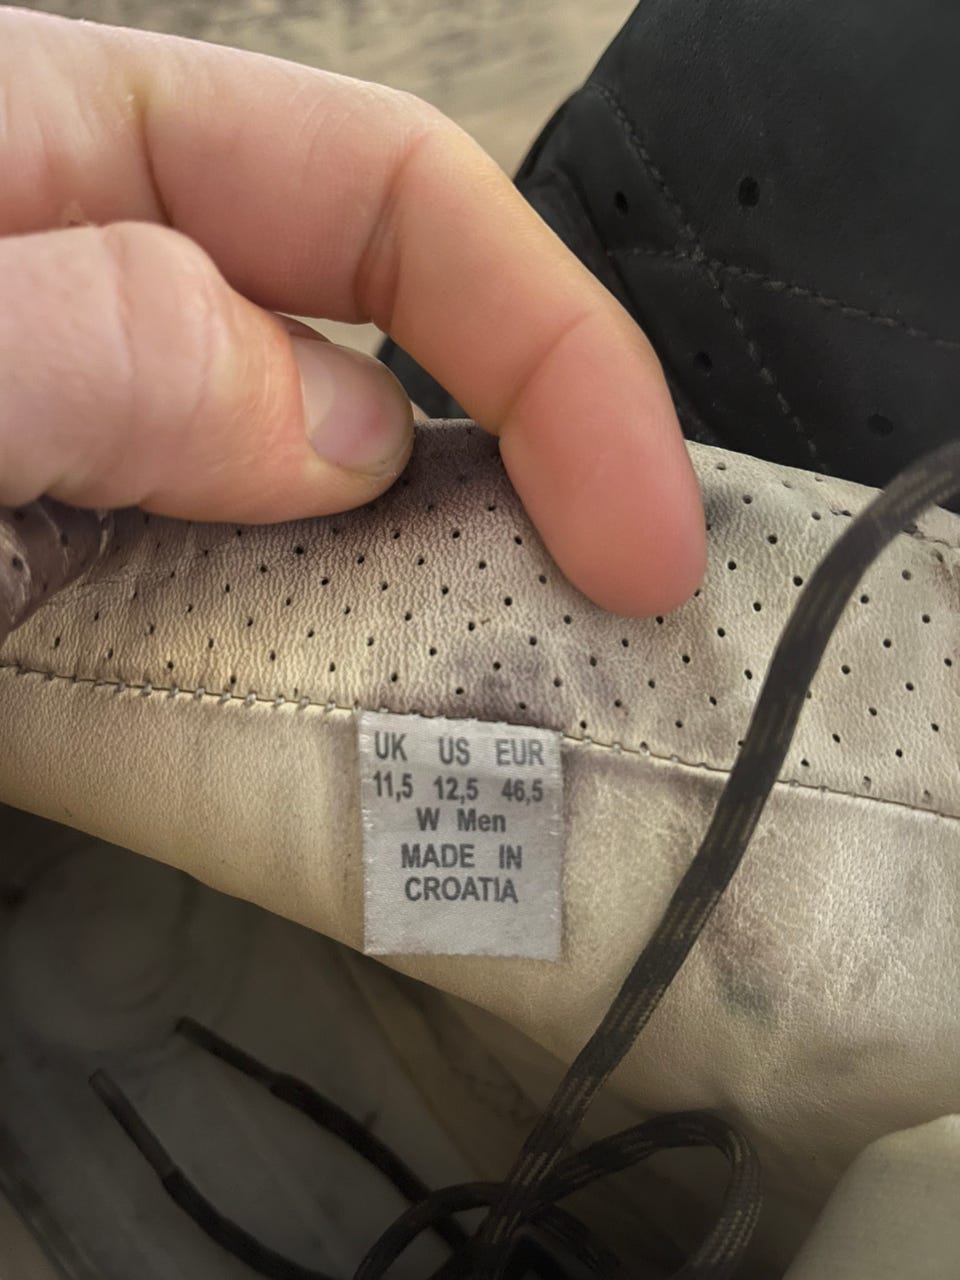 UK US EUR
11,5 12,5 46,5
W Men
MADE IN
CROATIA